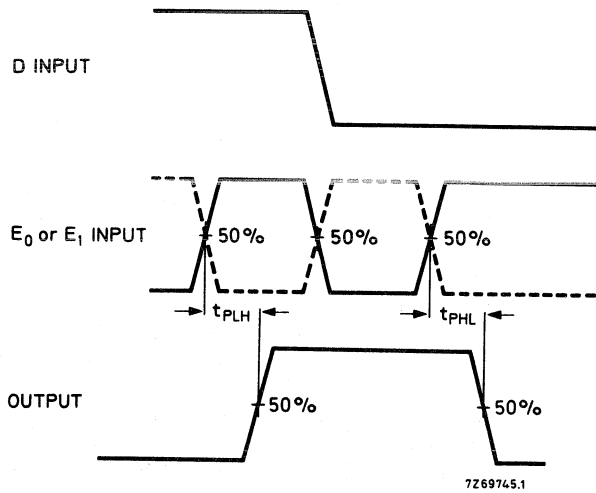 D INPUT
E₀ or E₁ INPUT
50%
50%
50%
tPLH
tPHL
OUTPUT
50%
50%
7Z69745.1